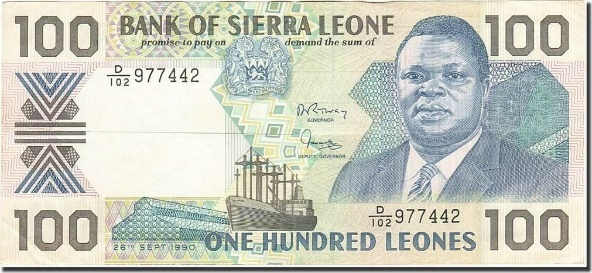 100 BANK OF SIERRA LEONE 100
promise to pay on demand the sum of
D/102 977442
GOVERNOR
DEPUTY GOVERNOR
D/102 977442
26TH SEPT 1990
100 ONE HUNDRED LEONES 100